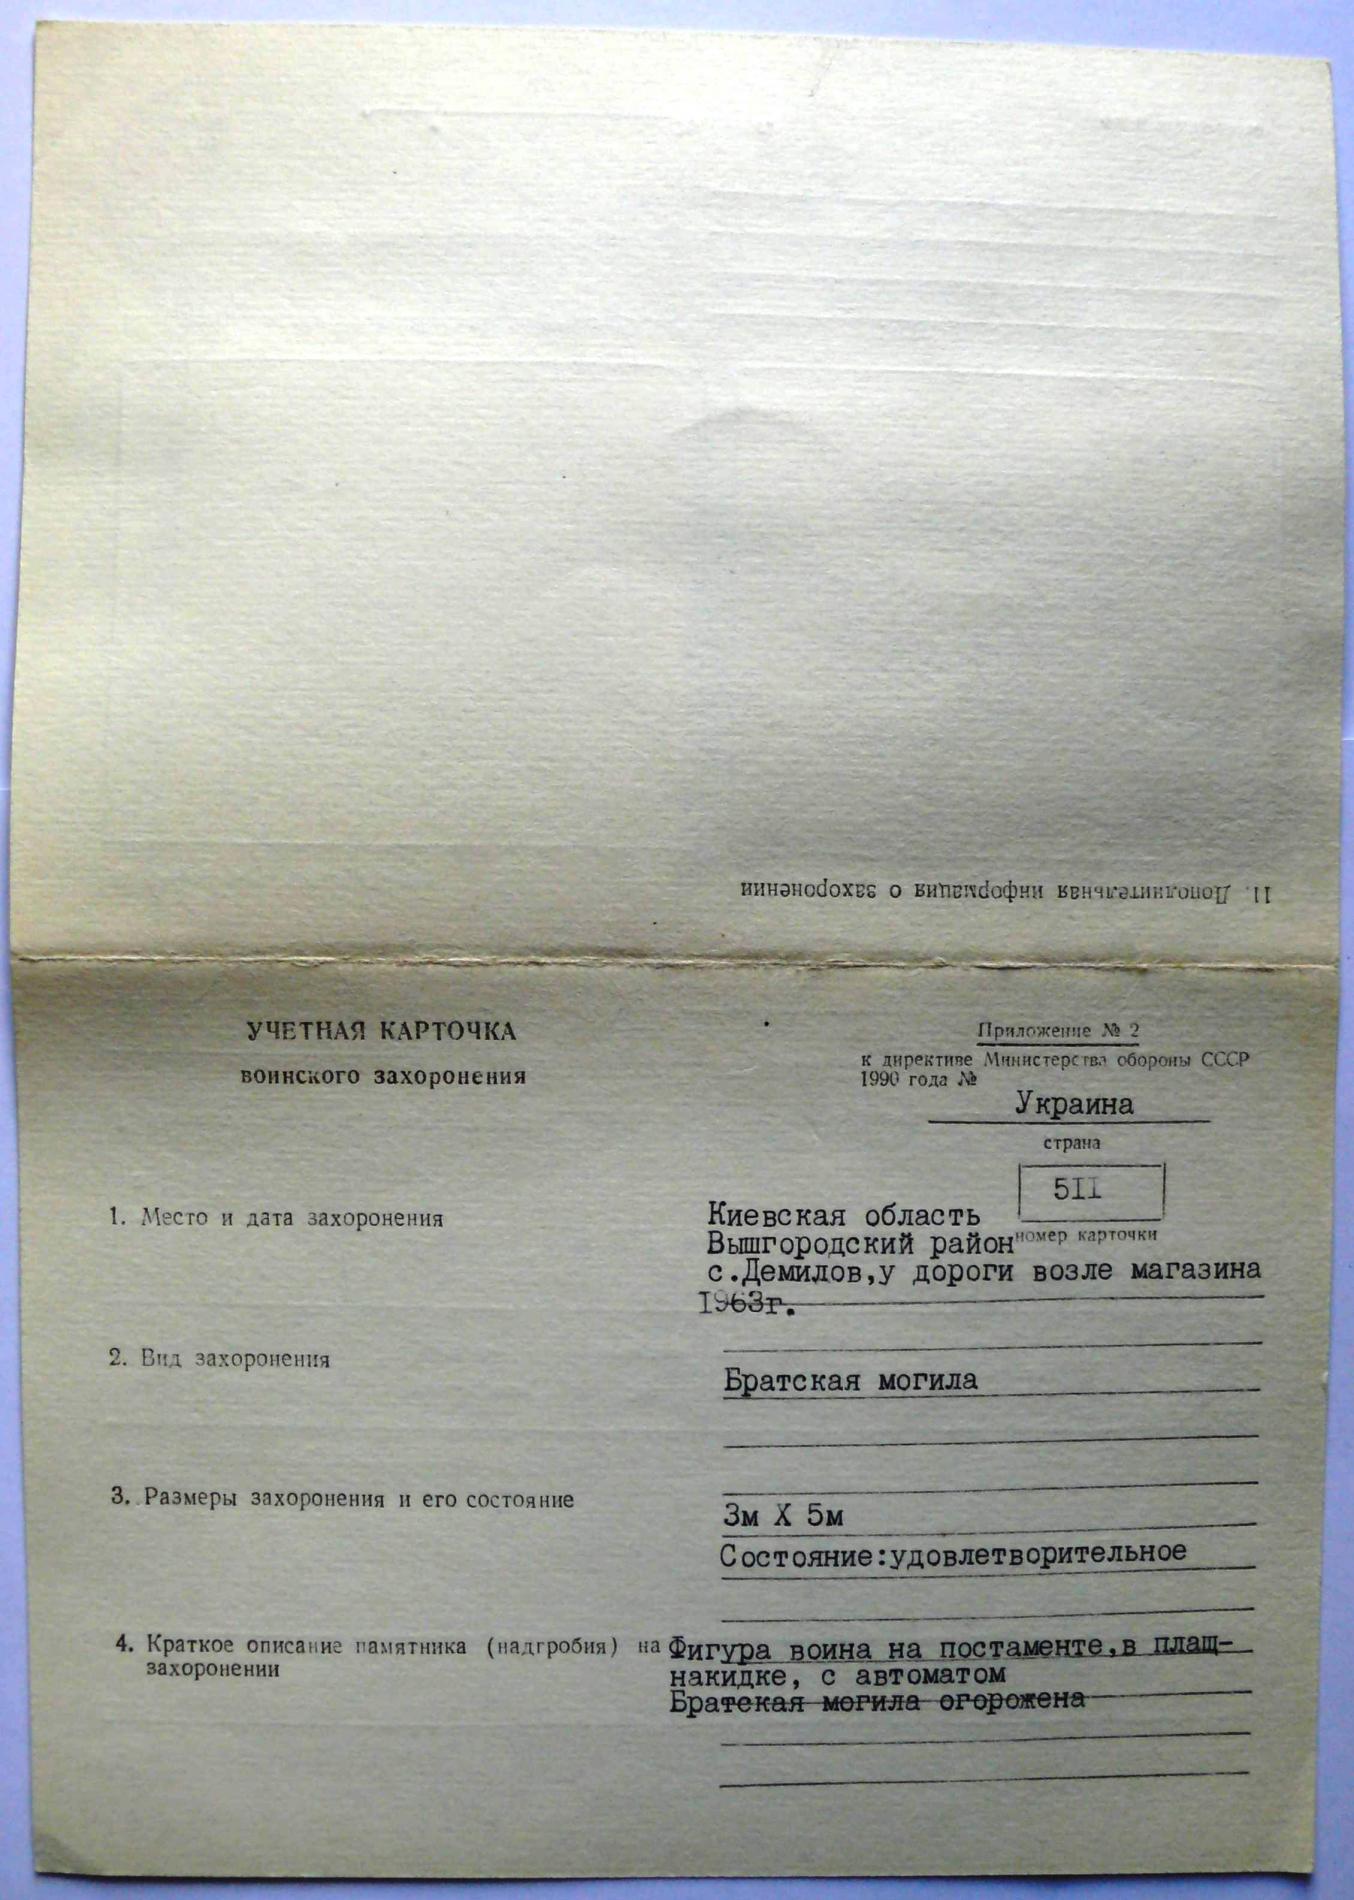 11. Дополнительная информация о захоронении
УЧЕТНАЯ КАРТОЧКА
воинского захоронения
Приложение № 2
к директиве Министерства обороны СССР
1990 года №
Украина
страна
5II
номер карточки
1. Место и дата захоронения
Киевская область
Вышгородский район
с.Демилов,у дороги возле магазина
I963г.
2. Вид захоронения
Братская могила
3. Размеры захоронения и его состояние
3м X 5м
Состояние:удовлетворительное
4. Краткое описание памятника (надгробия) на
захоронении
Фигура воина на постаменте,в плащ-
накидке, с автоматом
Братская могила огорожена